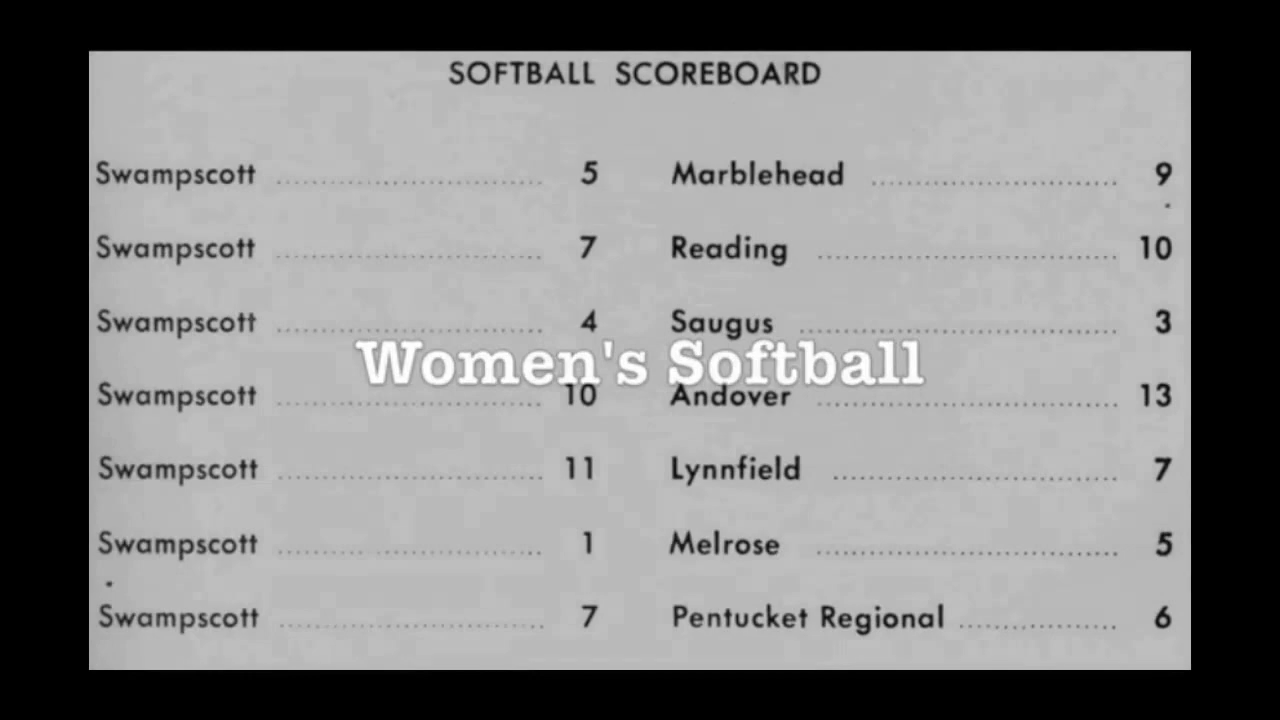 SOFTBALL SCOREBOARD
Swampscott 5 Marblehead 9
Swampscott 7 Reading 10
Swampscott 4 Saugus 3
Women's Softball
Swampscott 10 Andover 13
Swampscott 11 Lynnfield 7
Swampscott 1 Melrose 5
Swampscott 7 Pentucket Regional 6